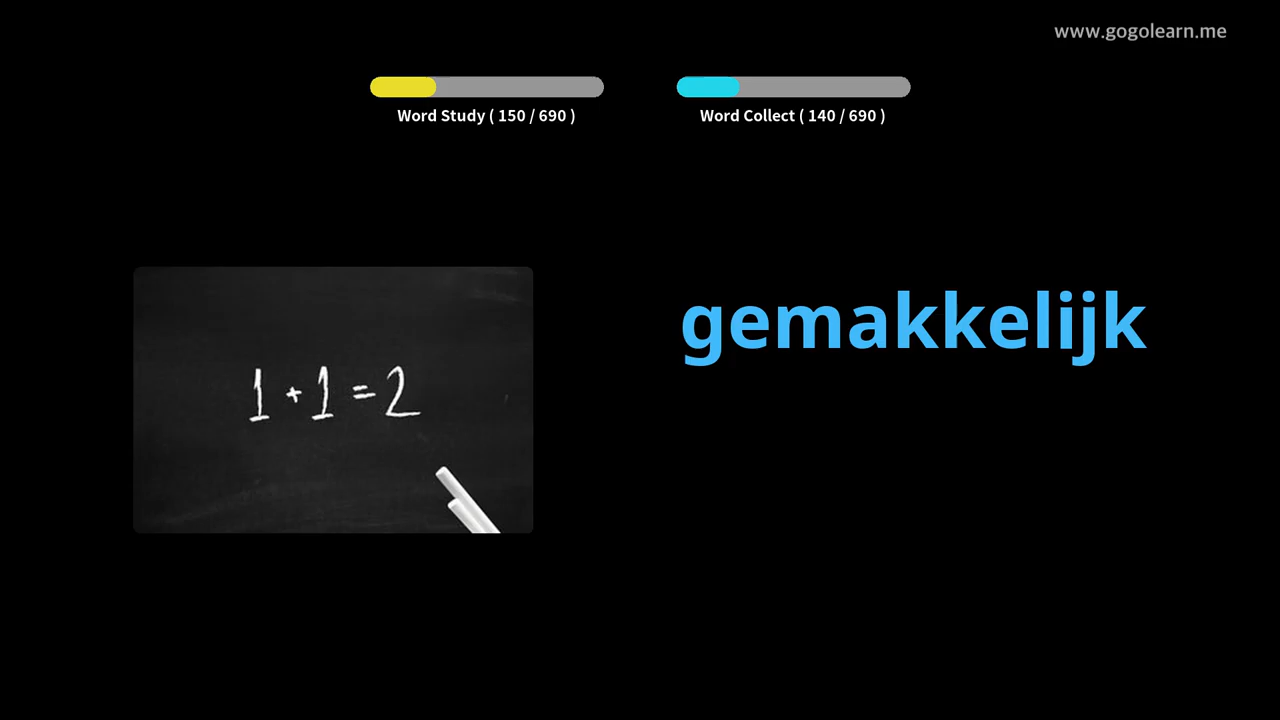 www.gogolearn.me
Word Study ( 150 / 690 )
Word Collect ( 140 / 690 )
gemakkelijk
1 + 1 = 2